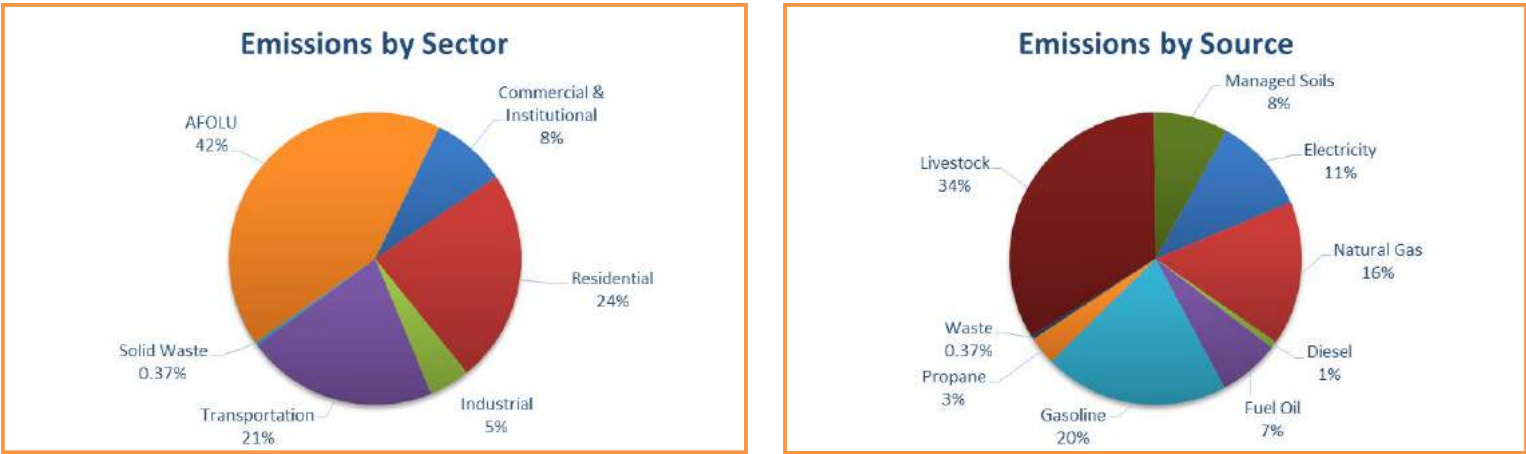 Emissions by Sector
Commercial &
Institutional
8%
AFOLU
42%
Residential
24%
Solid Waste
0.37%
Industrial
5%
Transportation
21%
Emissions by Source
Managed Soils
8%
Electricity
11%
Livestock
34%
Natural Gas
16%
Waste
0.37%
Diesel
1%
Propane
3%
Fuel Oil
7%
Gasoline
20%